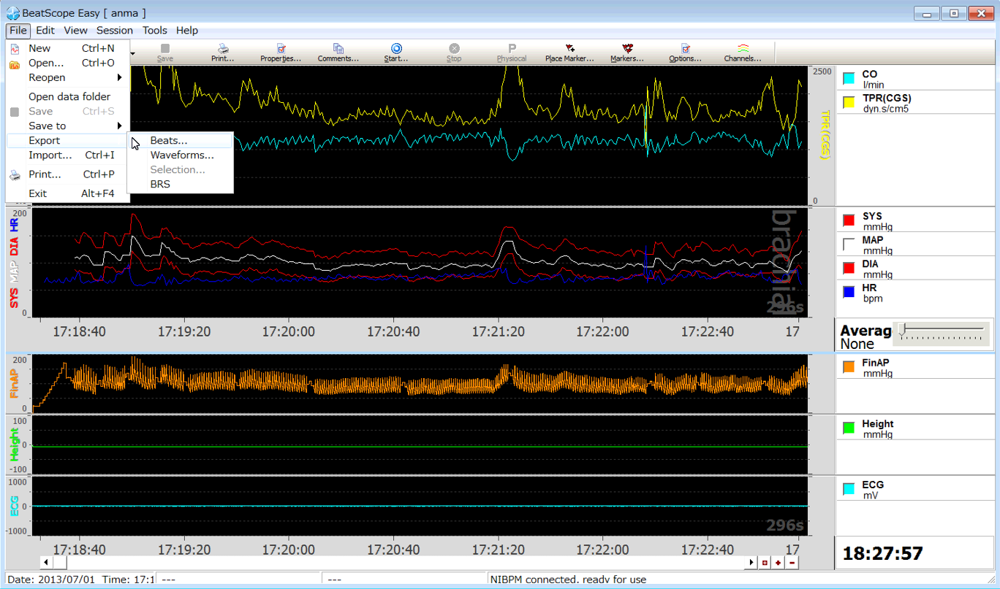 BeatScope Easy [ anma ]
File Edit View Session Tools Help
New Ctrl+N
Open... Ctrl+O
Reopen
Open data folder
Save Ctrl+S
Save to
Export
Import... Ctrl+I
Print... Ctrl+P
Exit Alt+F4
Beats...
Waveforms...
Selection...
BRS
Save Print... Properties... Comments... Start... Stop Physiocal Place Marker... Markers... Options... Channels...
2500
TPR(CGS)
0
CO
l/min
TPR(CGS)
dyn.s/cm5
200
SYS MAP DIA HR
0
brachial
296s
SYS
mmHg
MAP
mmHg
DIA
mmHg
HR
bpm
17:18:40 17:19:20 17:20:00 17:20:40 17:21:20 17:22:00 17:22:40 17
Averag
None
200
FinAP
0
FinAP
mmHg
100
Height
0
-100
Height
mmHg
1000
ECG
0
-1000
296s
ECG
mV
17:18:40 17:19:20 17:20:00 17:20:40 17:21:20 17:22:00 17:22:40 17
18:27:57
Date: 2013/07/01 Time: 17:1 --- --- NIBPM connected, ready for use